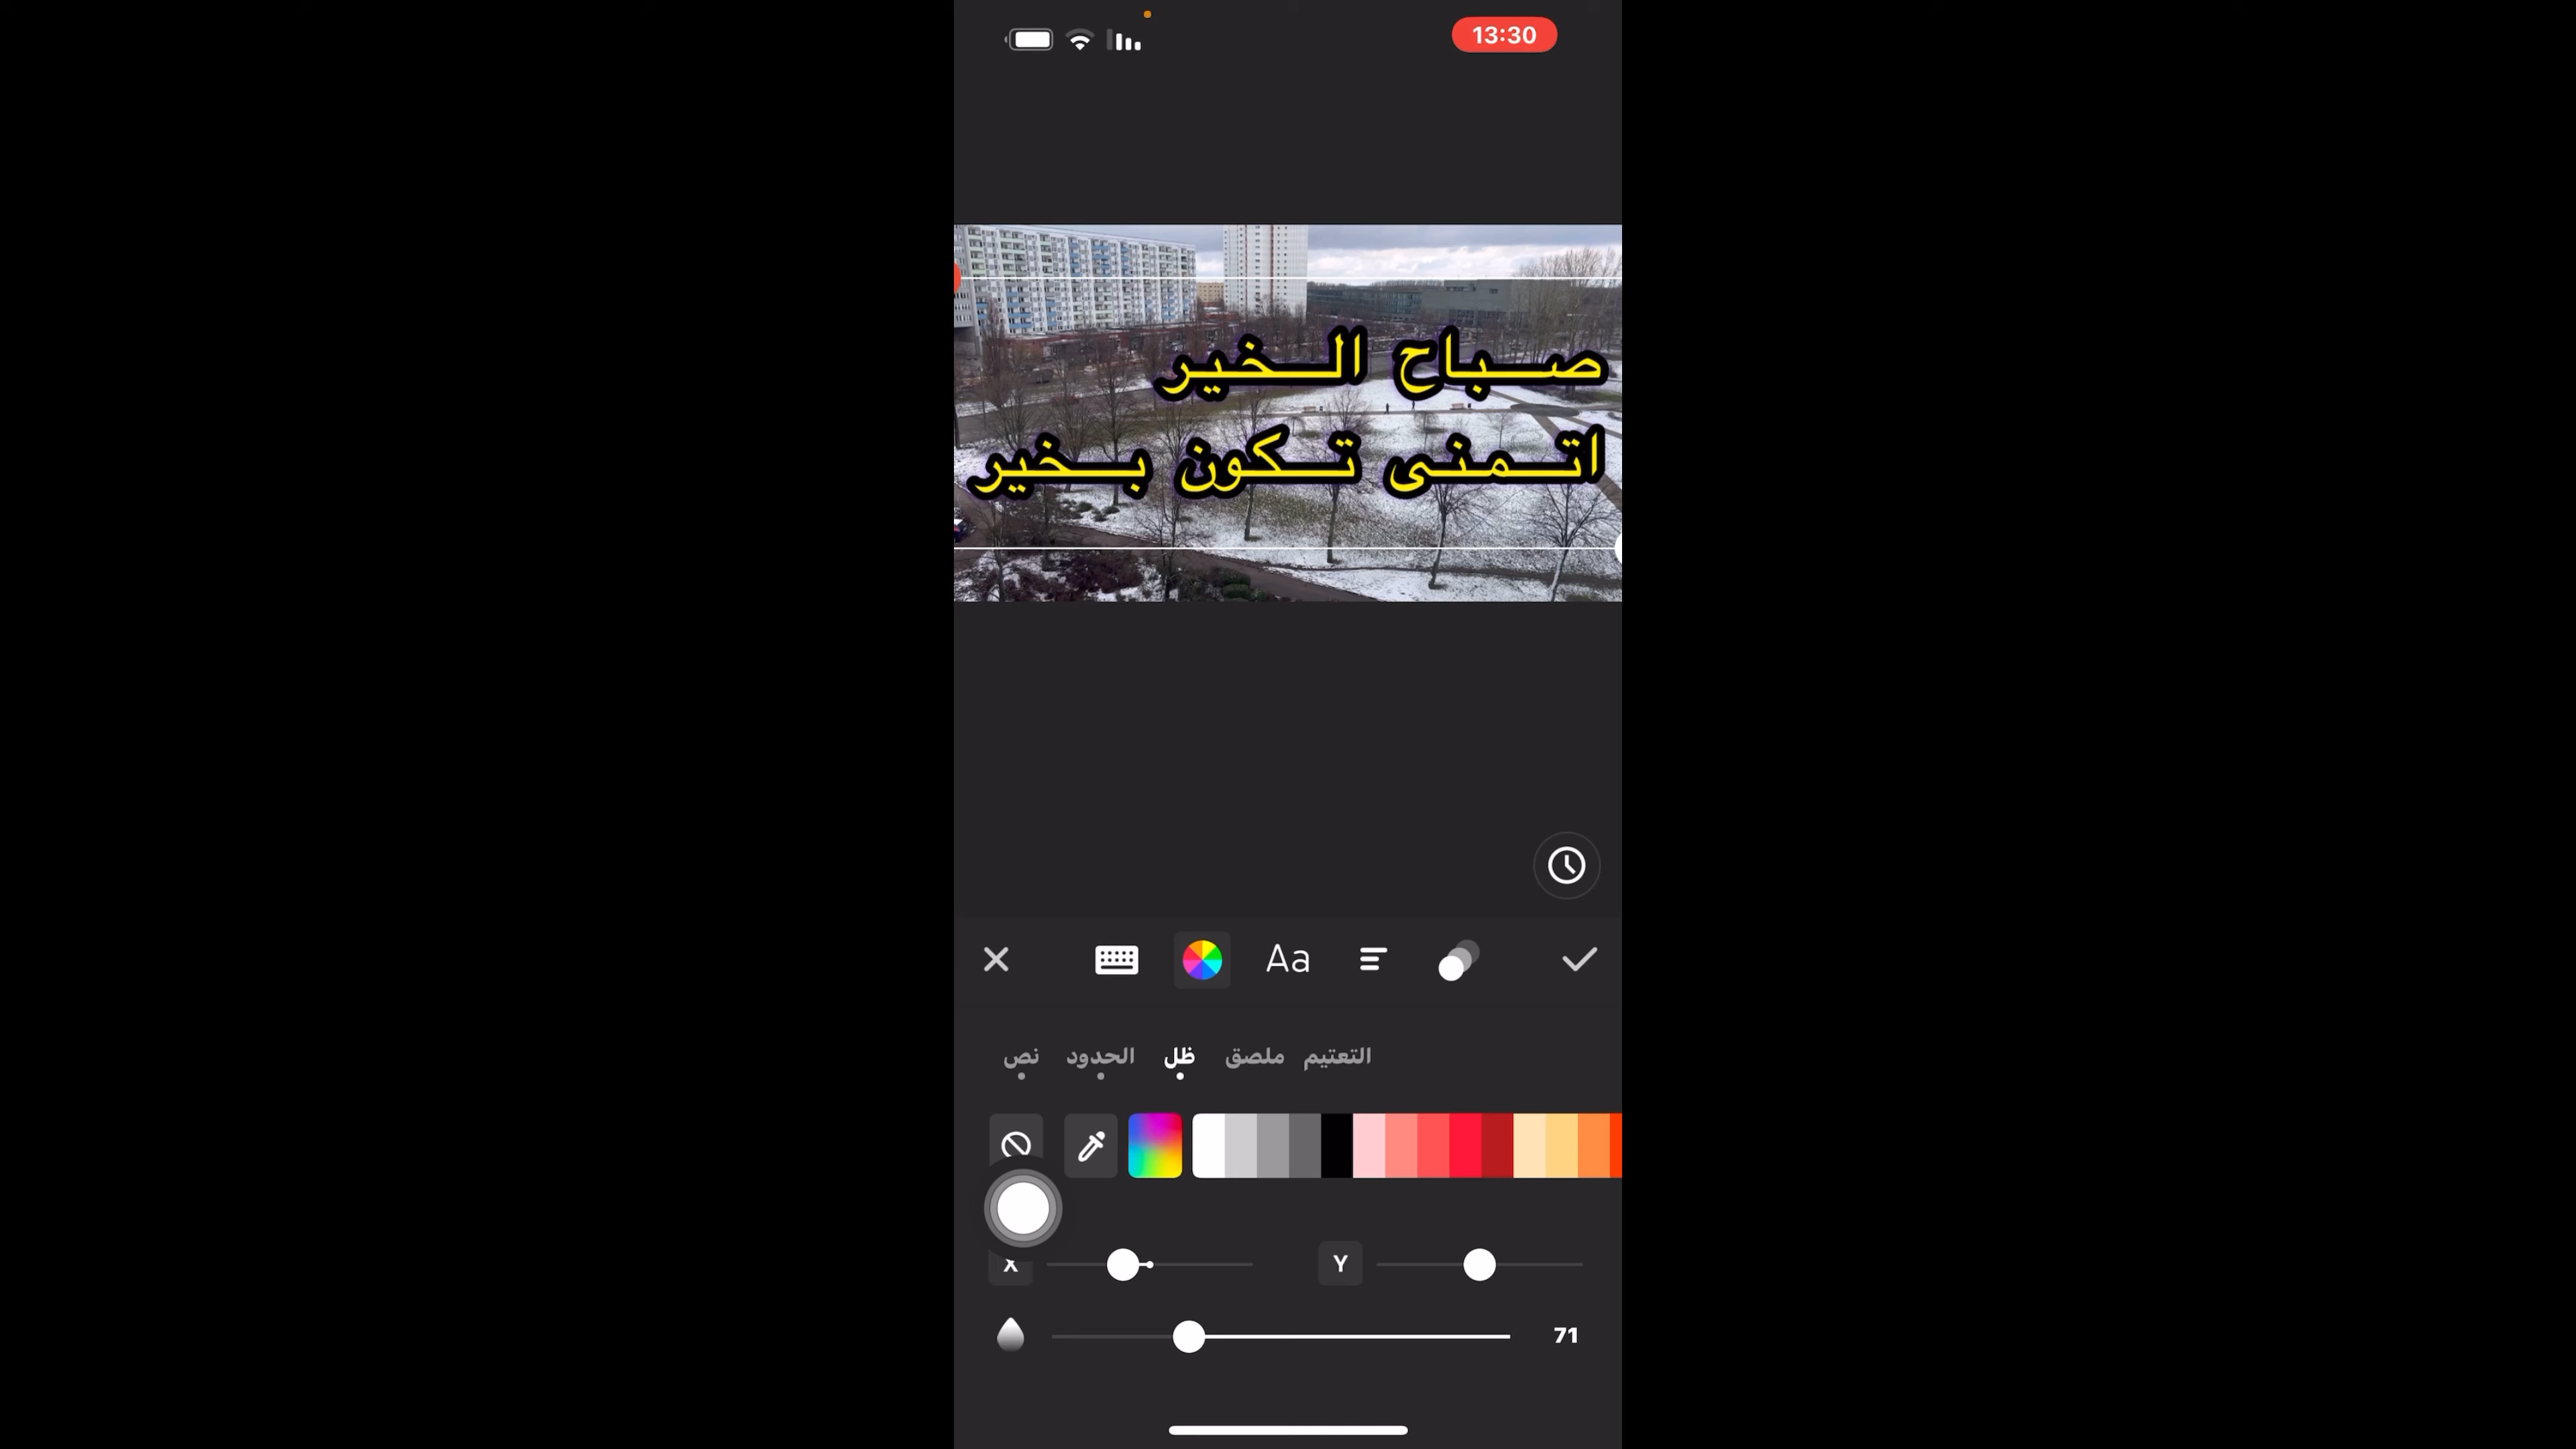 13:30
صباح الخير
اتمنى تكون بخير
Aa
نص الحدود ظل ملصق التعتيم
X Y
71